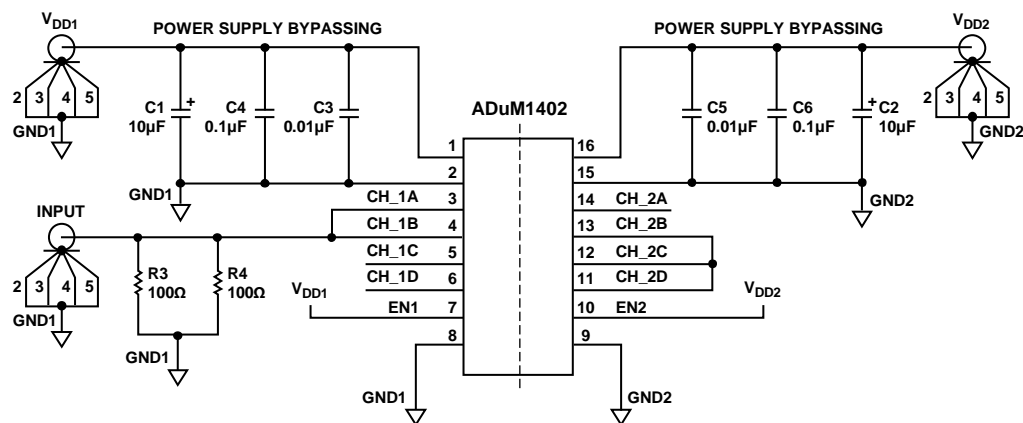 VDD1
POWER SUPPLY BYPASSING
POWER SUPPLY BYPASSING
VDD2
2 3 4 5
GND1
C1
10µF
+
C4
0.1µF
C3
0.01µF
ADuM1402
C5
0.01µF
C6
0.1µF
+
C2
10µF
2 3 4 5
GND2
1
16
2
15
GND1
GND2
CH_1A
3
14
CH_2A
INPUT
CH_1B
4
13
CH_2B
CH_1C
5
12
CH_2C
CH_1D
6
11
CH_2D
2 3 4 5
GND1
R3
100Ω
R4
100Ω
VDD1
EN1
7
10
EN2
VDD2
8
9
GND1
GND1
GND2